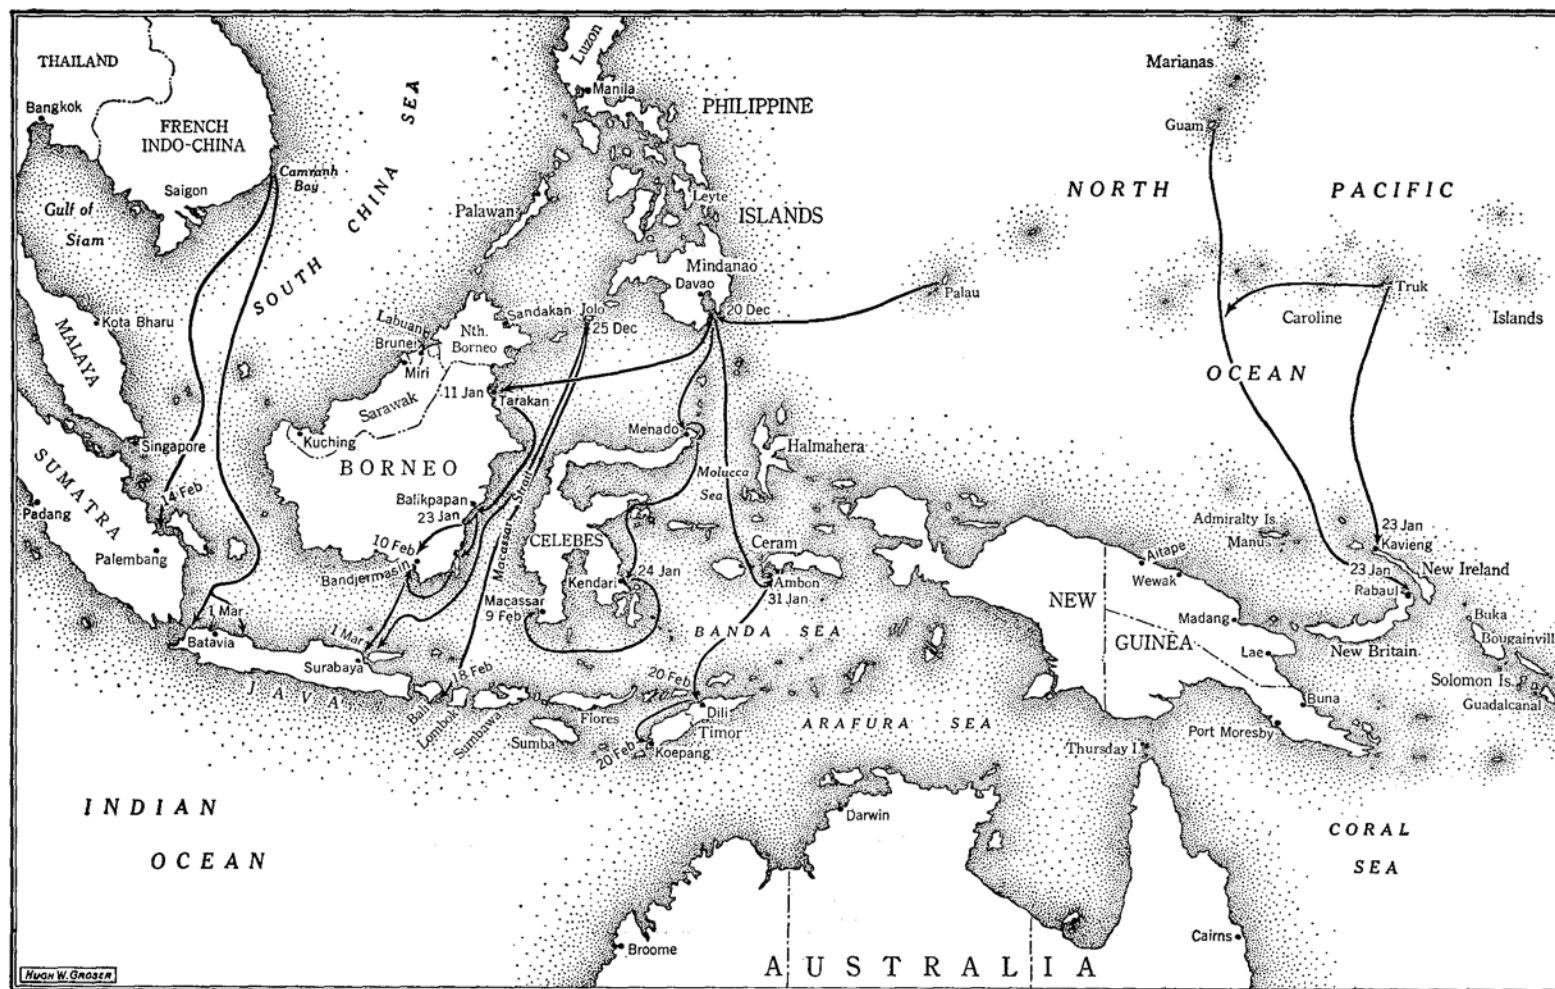 THAILAND
Bangkok
FRENCH
INDO-CHINA
Saigon
Camranh
Bay
Gulf of
Siam
SOUTH CHINA SEA
Luzon
Manila
PHILIPPINE
ISLANDS
Leyte
Palawan
Mindanao
Davao
20 Dec
Palau
Marianas
Guam
NORTH PACIFIC
OCEAN
Truk
Caroline Islands
MALAYA
Kota Bharu
Singapore
SUMATRA
Padang
Palembang
14 Feb
Labuan
Brunei
Miri
Nth.
Borneo
Sandakan
Jolo
25 Dec
11 Jan
Tarakan
Sarawak
Kuching
BORNEO
Balikpapan
23 Jan
10 Feb
Bandjermasin
Macassar Strait
Menado
Molucca
Sea
Halmahera
CELEBES
Kendari
24 Jan
Macassar
9 Feb
Ceram
Ambon
31 Jan
BANDA SEA
1 Mar
Batavia
1 Mar
Surabaya
JAVA
18 Feb
Bali
Lombok
Sumbawa
Flores
Sumba
20 Feb
Dili
Timor
20 Feb
Koepang
ARAFURA SEA
Admiralty Is.
Manus
23 Jan
Kavieng
New Ireland
23 Jan
Rabaul
Aitape
Wewak
NEW
GUINEA
Madang
Lae
New Britain
Buka
Bougainville
Solomon Is.
Guadalcanal
Buna
Port Moresby
Thursday I.
INDIAN
OCEAN
Darwin
CORAL
SEA
Broome
Cairns
AUSTRALIA
HUGH W. GROSER